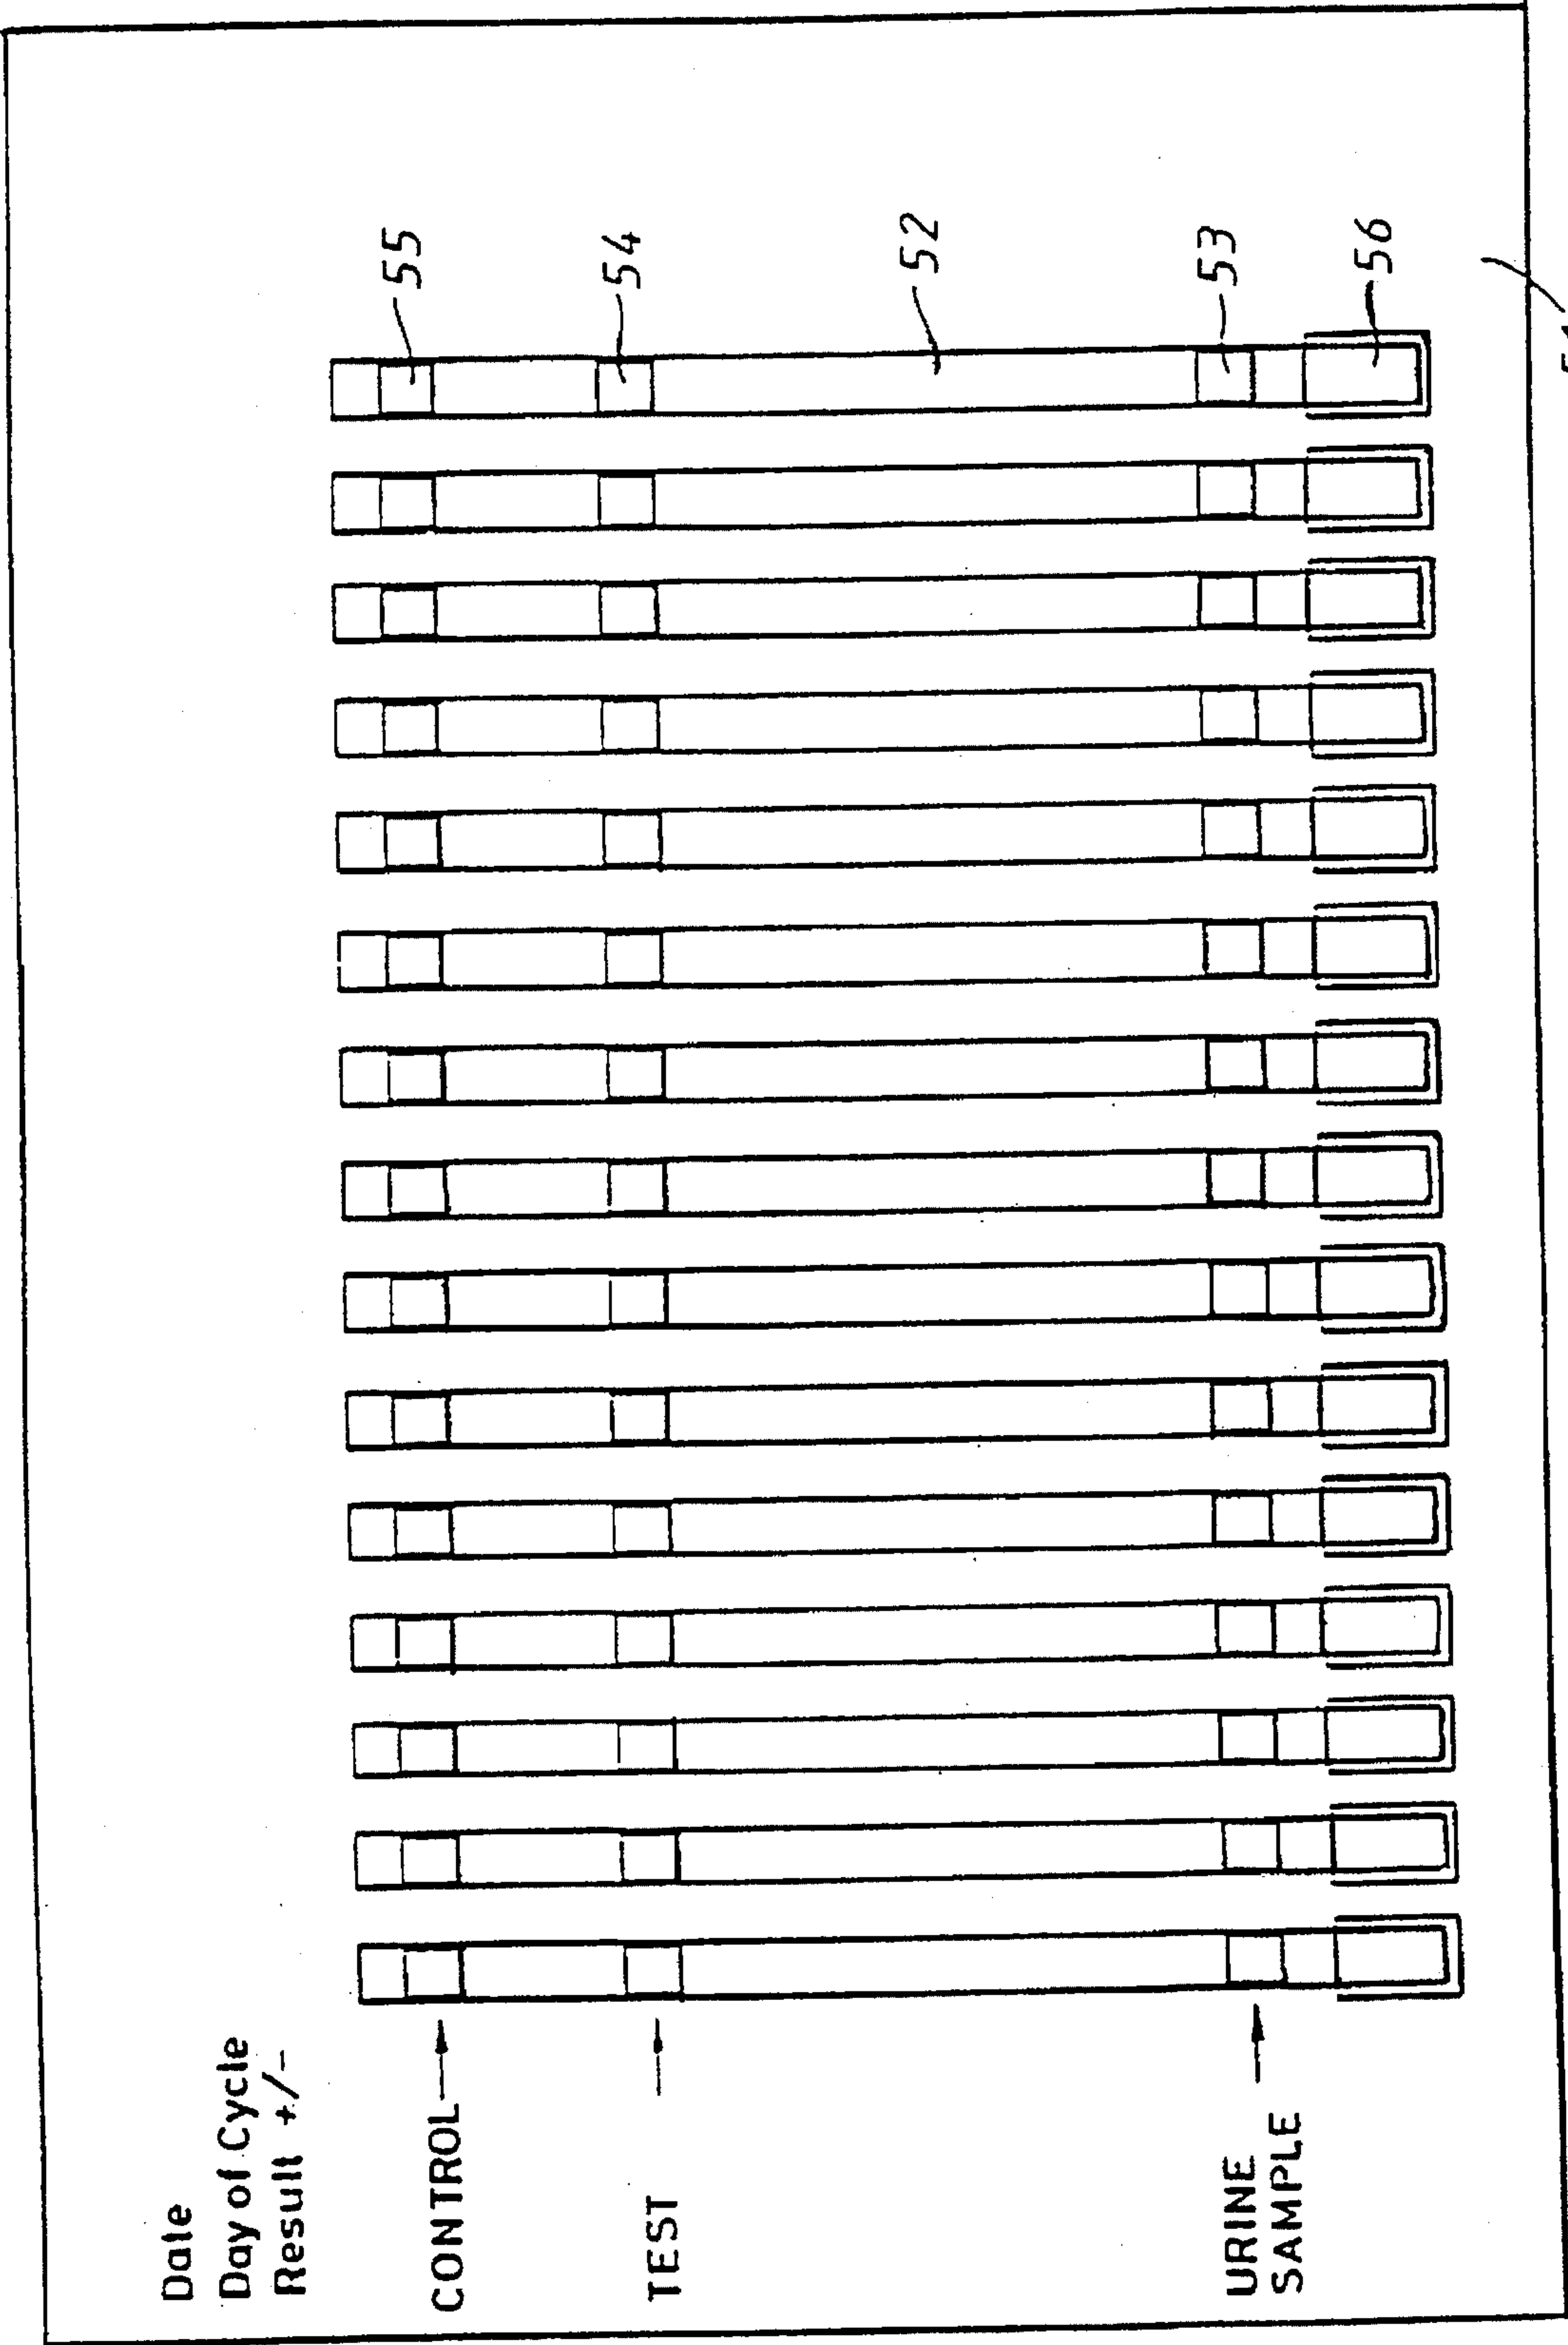 Date
Day of Cycle
Result +/-
CONTROL
TEST
URINE
SAMPLE
55
54
52
53
56